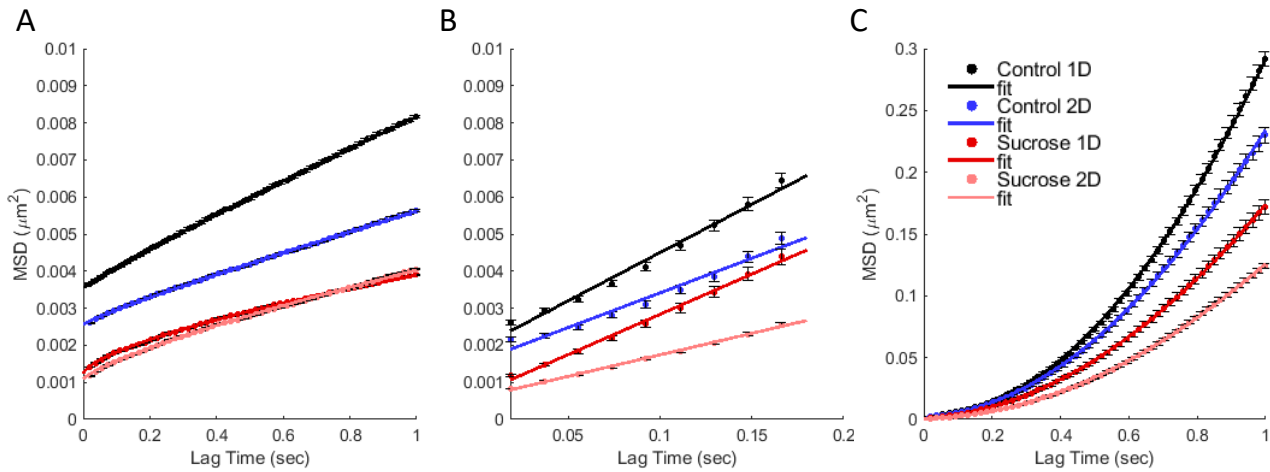 A
B
C
0.01
0.009
0.008
0.007
0.006
0.005
0.004
0.003
0.002
0.001
0
MSD (μm²)
0
0.2
0.4
0.6
0.8
1
Lag Time (sec)
0.01
0.009
0.008
0.007
0.006
0.005
0.004
0.003
0.002
0.001
0
MSD (μm²)
0.05
0.1
0.15
0.2
Lag Time (sec)
0.3
0.25
0.2
0.15
0.1
0.05
0
MSD (μm²)
0
0.2
0.4
0.6
0.8
1
Lag Time (sec)
Control 1D
fit
Control 2D
fit
Sucrose 1D
fit
Sucrose 2D
fit